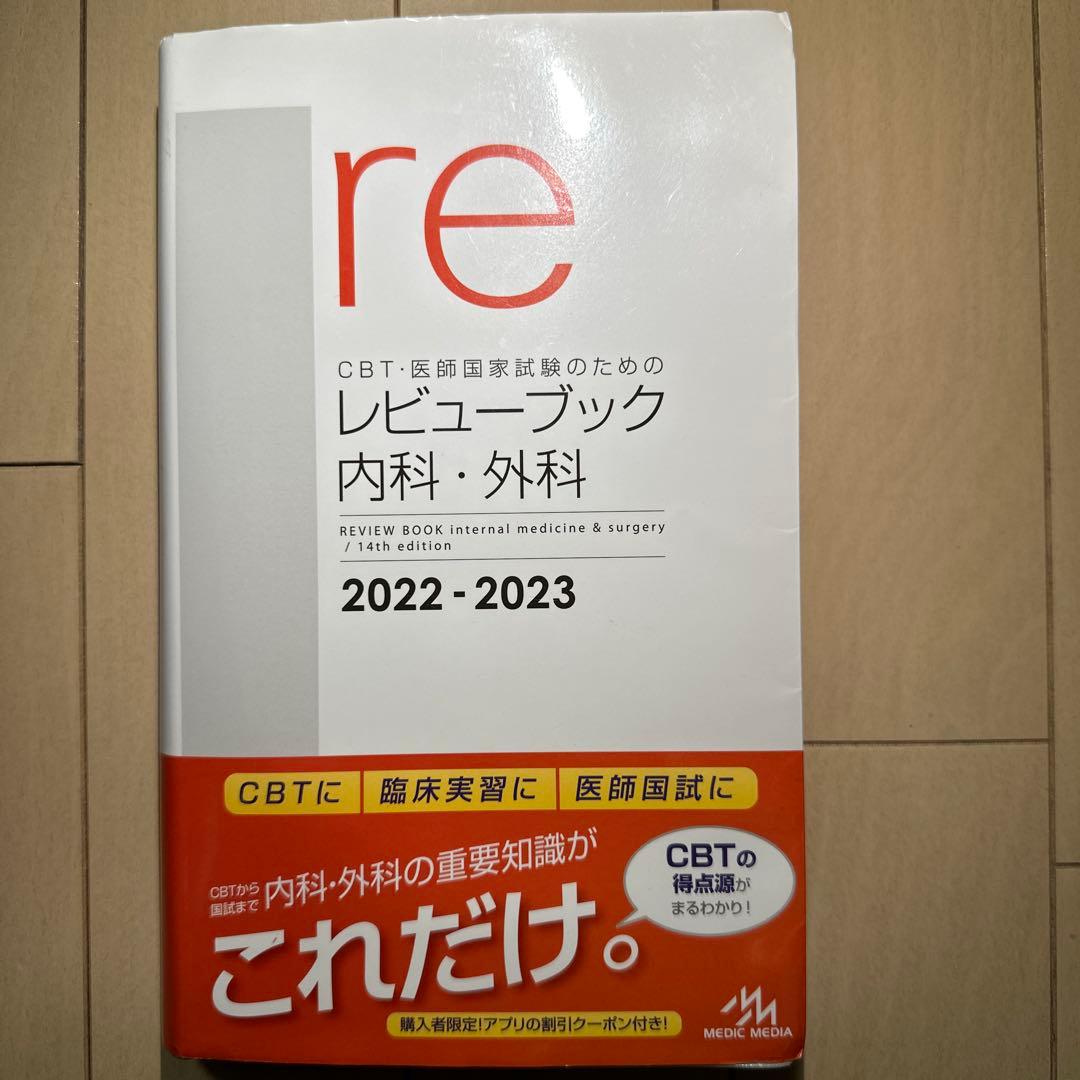 re
CBT・医師国家試験のための
レビューブック
内科・外科
REVIEW BOOK internal medicine & surgery
/ 14th edition
2022-2023
CBTに 臨床実習に 医師国試に
CBTから
国試まで
内科・外科の重要知識が
これだけ。
CBTの
得点源が
まるわかり!
購入者限定!アプリの割引クーポン付き!
MEDIC MEDIA